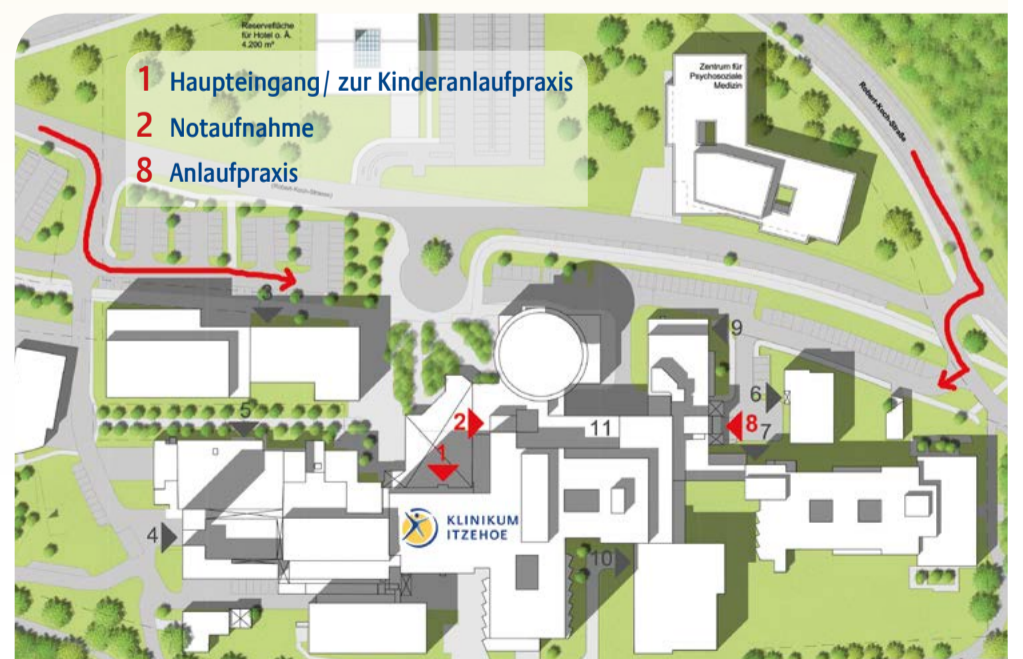 Reservefläche
für Hotel o. Ä.
4.200 m²
1 Haupteingang/ zur Kinderanlaufpraxis
2 Notaufnahme
8 Anlaufpraxis
Zentrum für
Psychosoziale
Medizin
Robert-Koch-Straße
(Robert-Koch-Strasse)
3
9
6
5
2
11
8
7
1
KLINIKUM
ITZEHOE
4
10